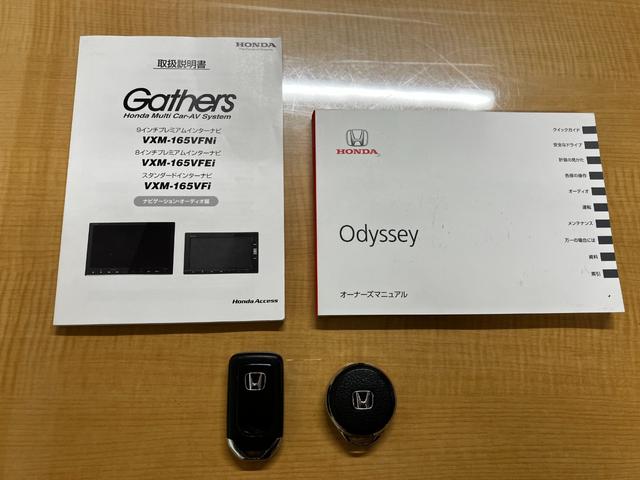 HONDA
取扱説明書
Gathers
Honda Multi Car-AV System
9インチプレミアムインターナビ
VXM-165VFNi
8インチプレミアムインターナビ
VXM-165VFEi
スタンダードインターナビ
VXM-165VFi
ナビゲーション・オーディオ編
Honda Access
HONDA
Odyssey
オーナーズマニュアル
クイックガイド
安全なドライブ
計器の見かた
各部の操作
オーディオ
運転
メンテナンス
万一の場合には
資料
索引